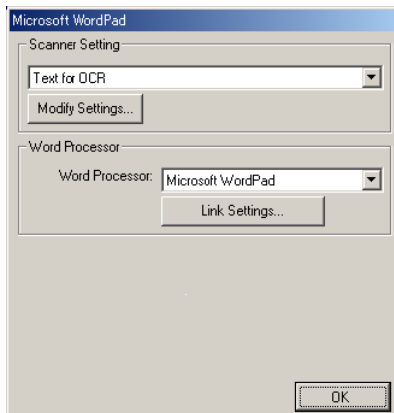 Microsoft WordPad
Scanner Setting
Text for OCR
Modify Settings...
Word Processor
Word Processor: Microsoft WordPad
Link Settings...
OK